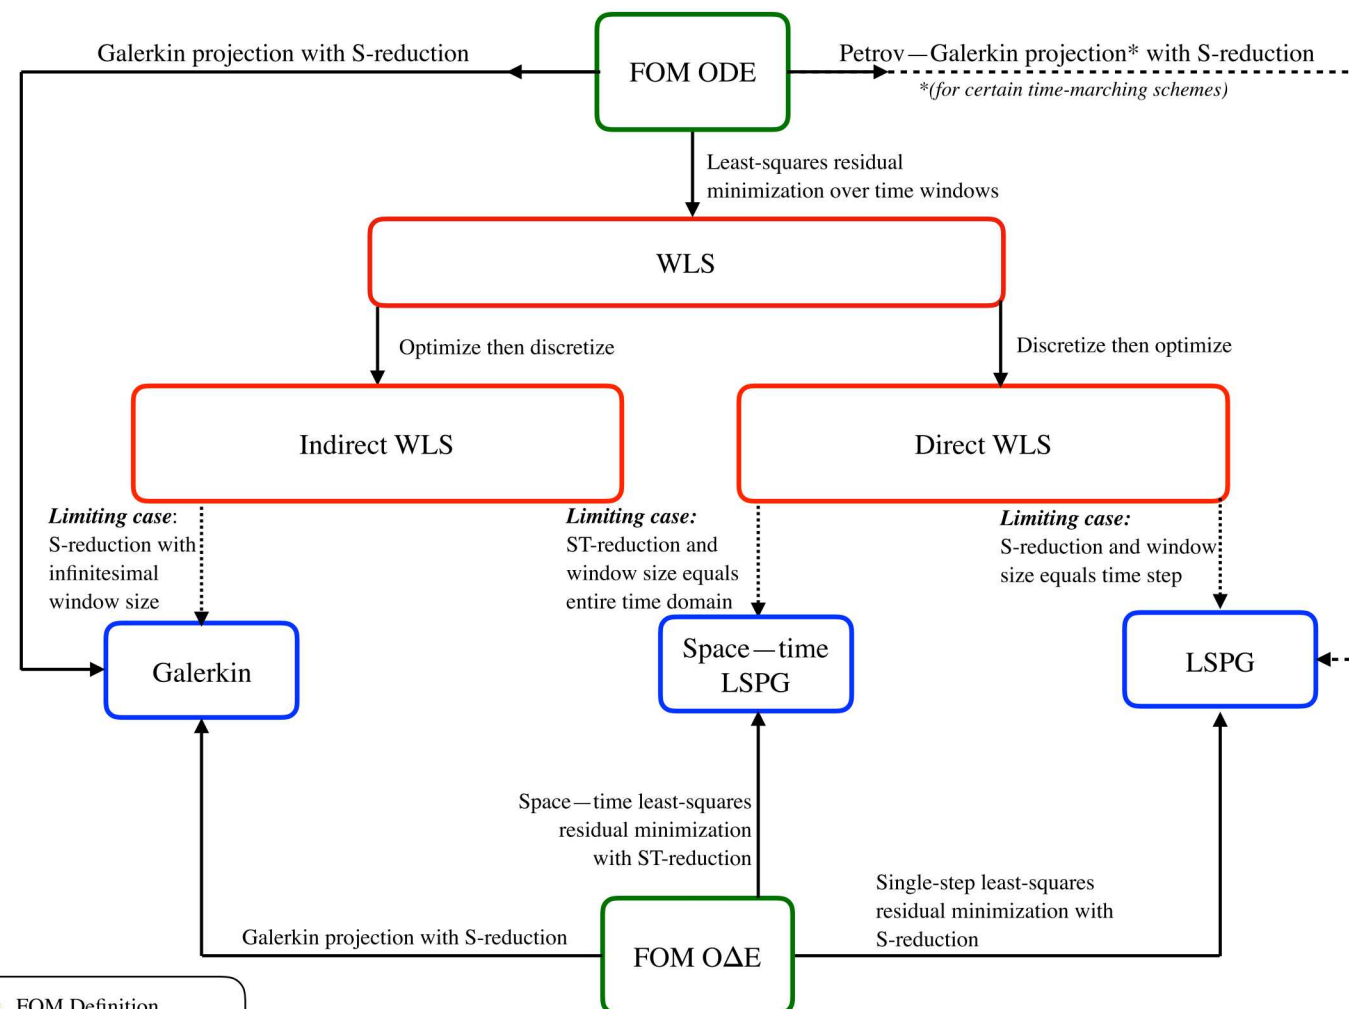 Galerkin projection with S-reduction
FOM ODE
Petrov—Galerkin projection* with S-reduction
*(for certain time-marching schemes)
Least-squares residual
minimization over time windows
WLS
Optimize then discretize
Discretize then optimize
Indirect WLS
Direct WLS
Limiting case:
S-reduction with
infinitesimal
window size
Limiting case:
ST-reduction and
window size equals
entire time domain
Limiting case:
S-reduction and window
size equals time step
Galerkin
Space—time
LSPG
LSPG
Space—time least-squares
residual minimization
with ST-reduction
Single-step least-squares
residual minimization with
S-reduction
Galerkin projection with S-reduction
FOM OΔE
FOM Definition